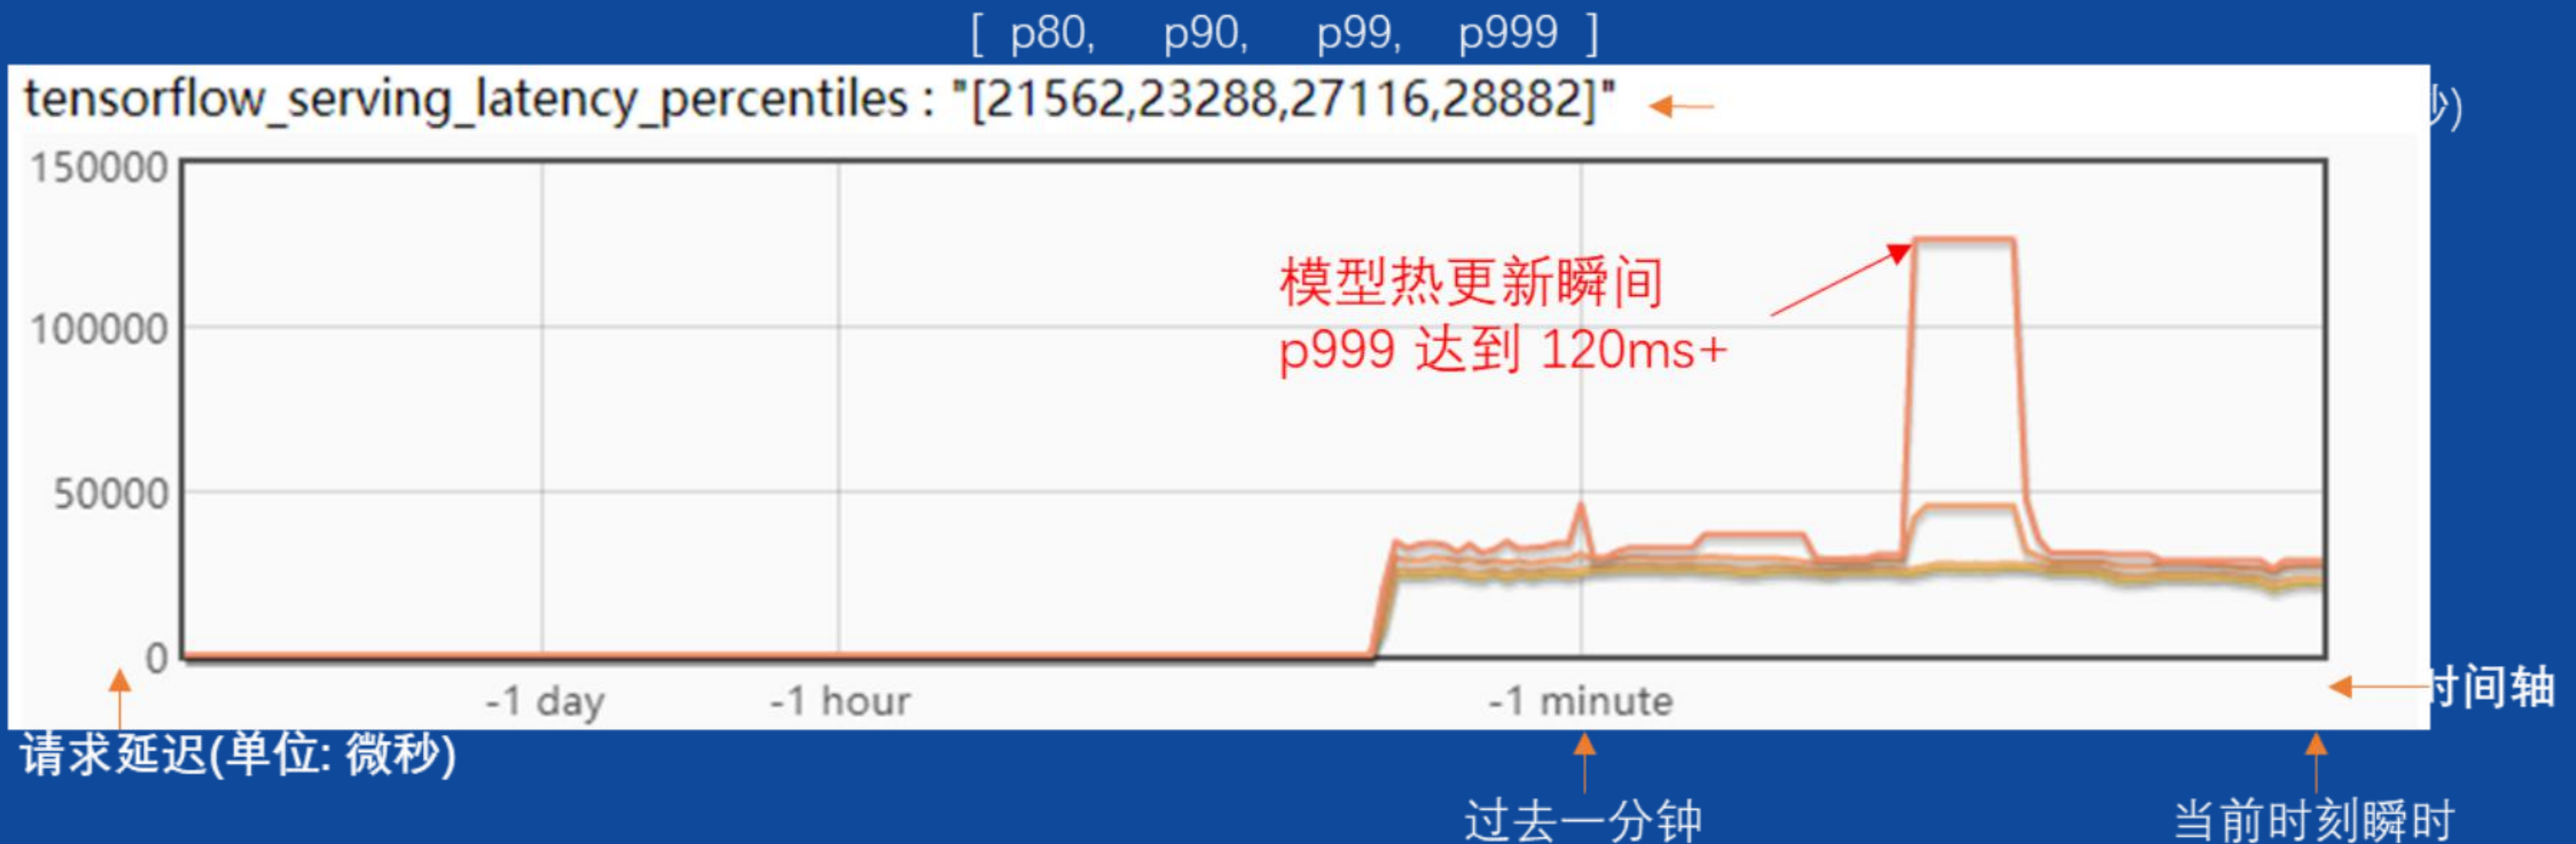 [ p80, p90, p99, p999 ]
tensorflow_serving_latency_percentiles : "[21562,23288,27116,28882]"
秒)
150000
模型热更新瞬间
100000
p999 达到 120ms+
50000
0
-1 day
-1 hour
-1 minute
时间轴
请求延迟(单位: 微秒)
过去一分钟
当前时刻瞬时